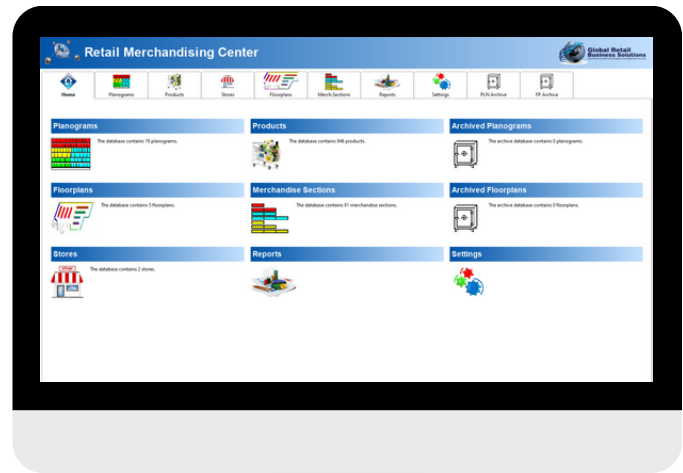 Retail Merchandising Center
Global Retail
Business Solutions
Home
Planograms
Products
Stores
Floorplans
Merch.Sections
Reports
Settings
PLN Archive
FP Archive
Planograms
The database contains 15 planograms.
Products
The database contains 948 products.
Archived Planograms
The archive database contains 0 planograms.
Floorplans
The database contains 5 floorplans.
Merchandise Sections
The database contains 81 merchandise sections.
Archived Floorplans
The archive database contains 0 floorplans.
Stores
shop
The database contains 2 stores.
Reports
Settings